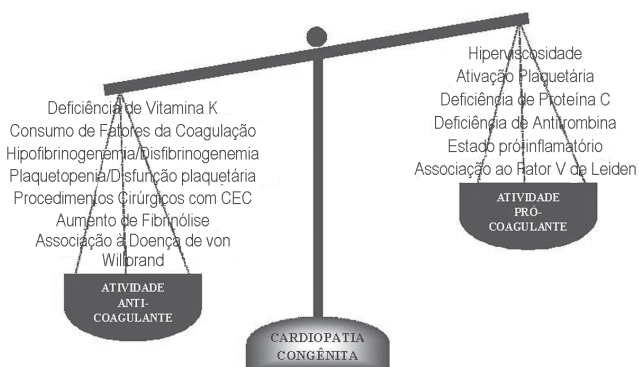 Deficiência de Vitamina K
Consumo de Fatores da Coagulação
Hipofibrinogenemia/Disfibrinogenemia
Plaquetopenia/Disfunção plaquetária
Procedimentos Cirúrgicos com CEC
Aumento de Fibrinólise
Associação à Doença de von
Willbrand
ATIVIDADE
ANTI-
COAGULANTE
Hiperviscosidade
Ativação Plaquetária
Deficiência de Proteína C
Deficiência de Antitrombina
Estado pró-inflamatório
Associação ao Fator V de Leiden
ATIVIDADE
PRÓ-
COAGULANTE
CARDIOPATIA
CONGÊNITA